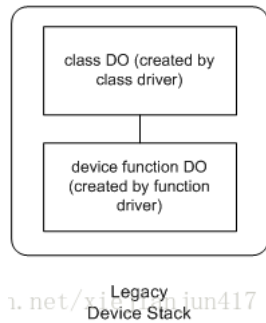 class DO (created by
class driver)
device function DO
(created by function
driver)
Legacy
Device Stack